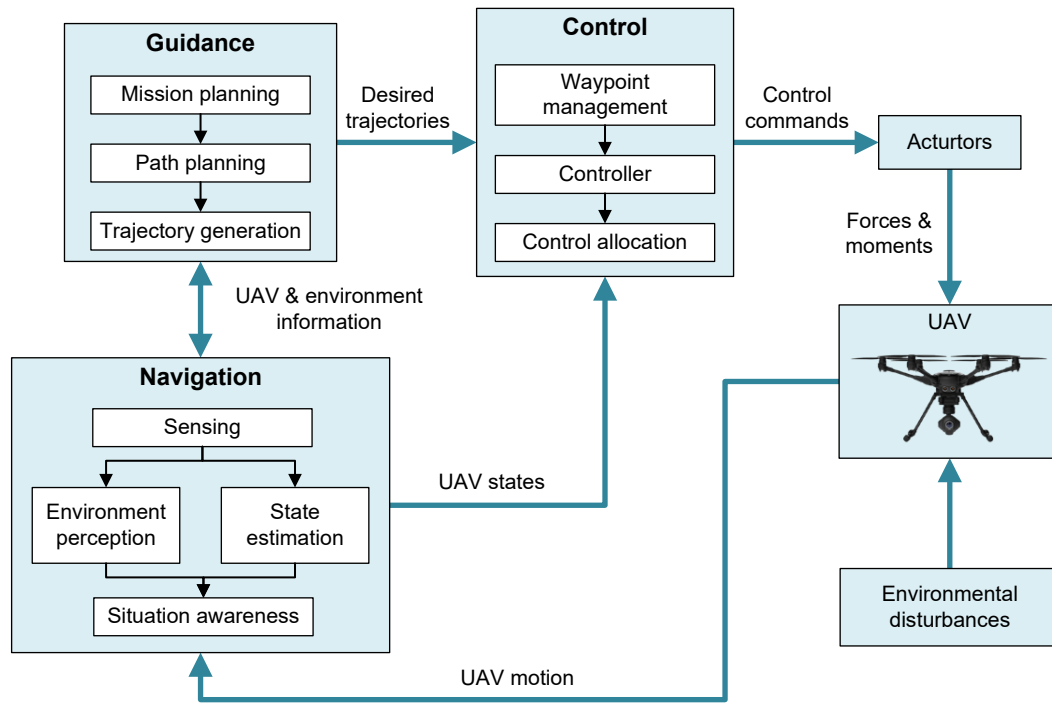 Guidance
Mission planning
Path planning
Trajectory generation
Desired
trajectories
Control
Waypoint
management
Controller
Control allocation
Control
commands
Acturtors
Forces &
moments
UAV & environment
information
UAV
Navigation
Sensing
Environment
perception
State
estimation
Situation awareness
UAV states
Environmental
disturbances
UAV motion